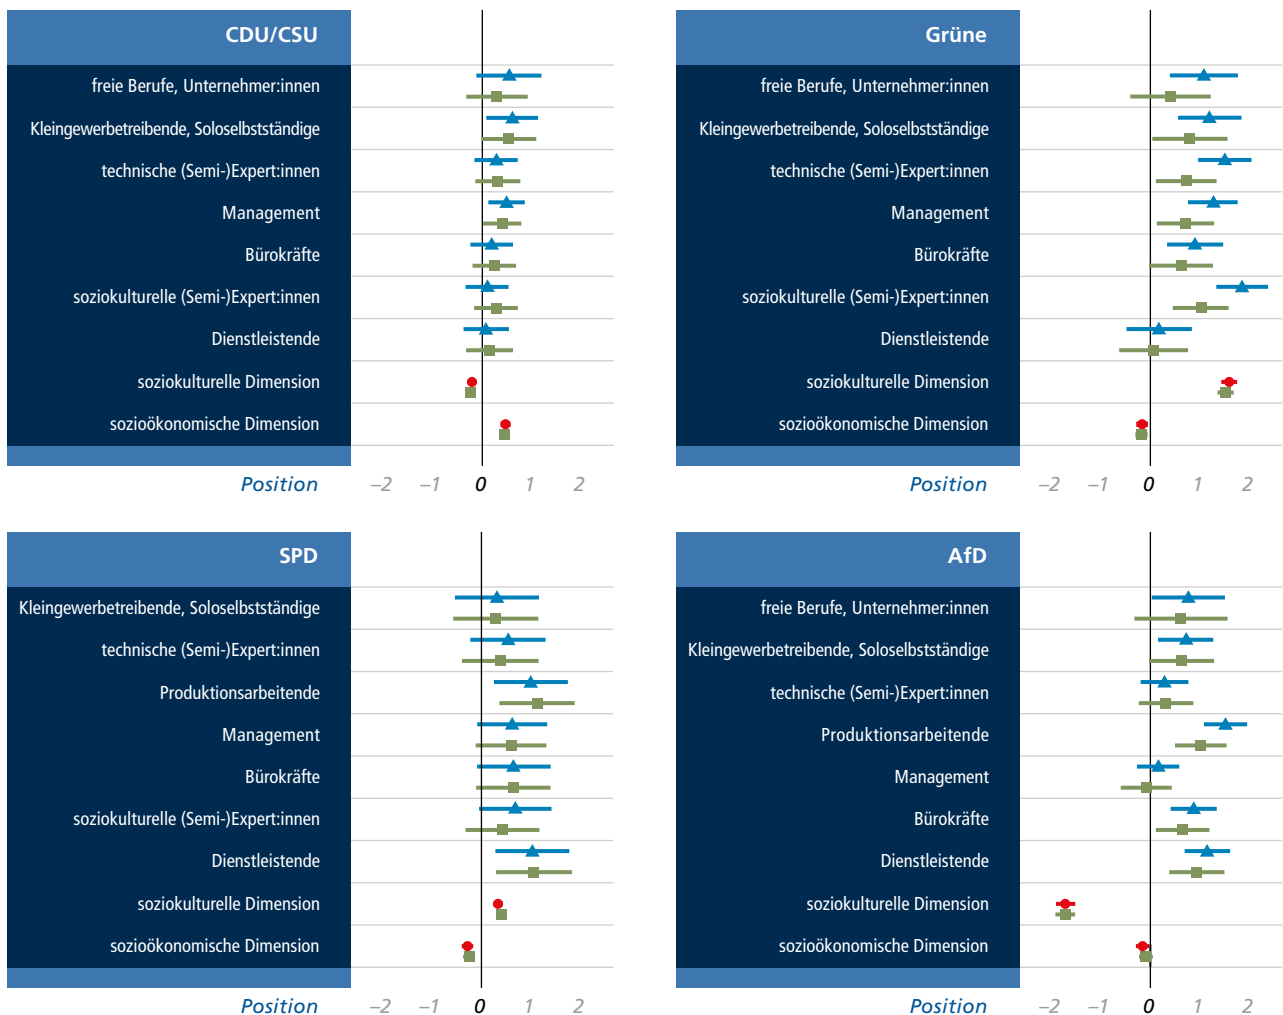 CDU/CSU
freie Berufe, Unternehmer:innen
Kleingewerbetreibende, Soloselbstständige
technische (Semi-)Expert:innen
Management
Bürokräfte
soziokulturelle (Semi-)Expert:innen
Dienstleistende
soziokulturelle Dimension
sozioökonomische Dimension
Position –2 –1 0 1 2
Grüne
freie Berufe, Unternehmer:innen
Kleingewerbetreibende, Soloselbstständige
technische (Semi-)Expert:innen
Management
Bürokräfte
soziokulturelle (Semi-)Expert:innen
Dienstleistende
soziokulturelle Dimension
sozioökonomische Dimension
Position –2 –1 0 1 2
SPD
Kleingewerbetreibende, Soloselbstständige
technische (Semi-)Expert:innen
Produktionsarbeitende
Management
Bürokräfte
soziokulturelle (Semi-)Expert:innen
Dienstleistende
soziokulturelle Dimension
sozioökonomische Dimension
Position –2 –1 0 1 2
AfD
freie Berufe, Unternehmer:innen
Kleingewerbetreibende, Soloselbstständige
technische (Semi-)Expert:innen
Produktionsarbeitende
Management
Bürokräfte
Dienstleistende
soziokulturelle Dimension
sozioökonomische Dimension
Position –2 –1 0 1 2